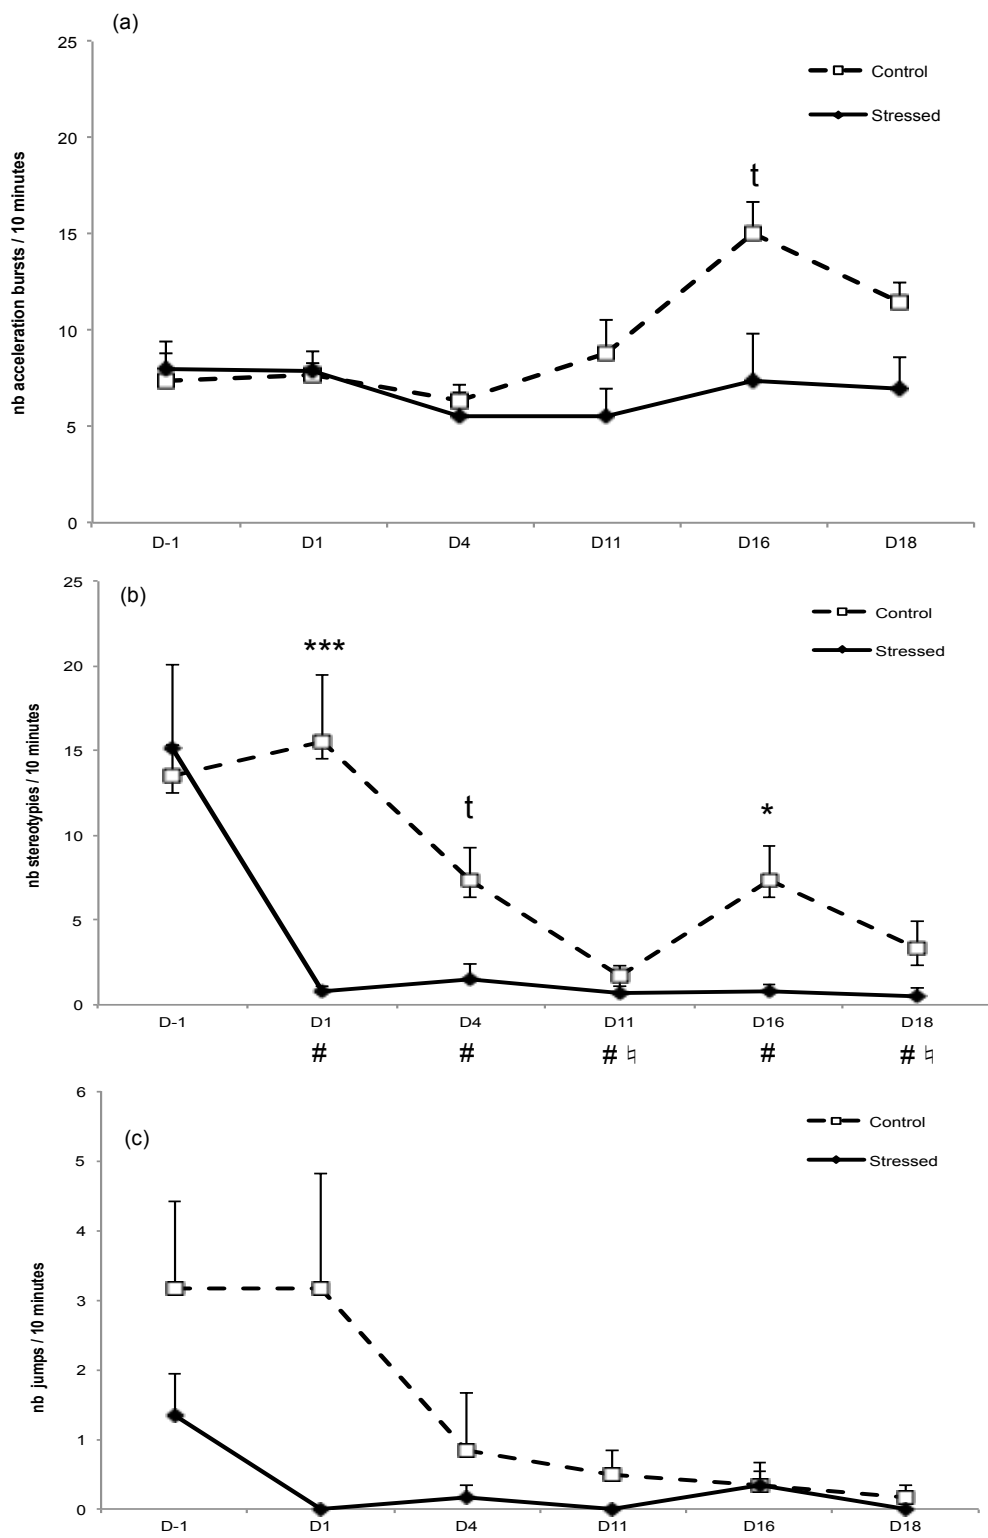 (a)
25
20
15
10
5
0
nb acceleration bursts / 10 minutes
Control
Stressed
t
D-1 D1 D4 D11 D16 D18
(b)
25
20
15
10
5
0
nb stereotypies / 10 minutes
Control
Stressed
***
t
*
D-1 D1 D4 D11 D16 D18
# # # ♮ # # ♮
(c)
6
5
4
3
2
1
0
nb jumps / 10 minutes
Control
Stressed
D-1 D1 D4 D11 D16 D18